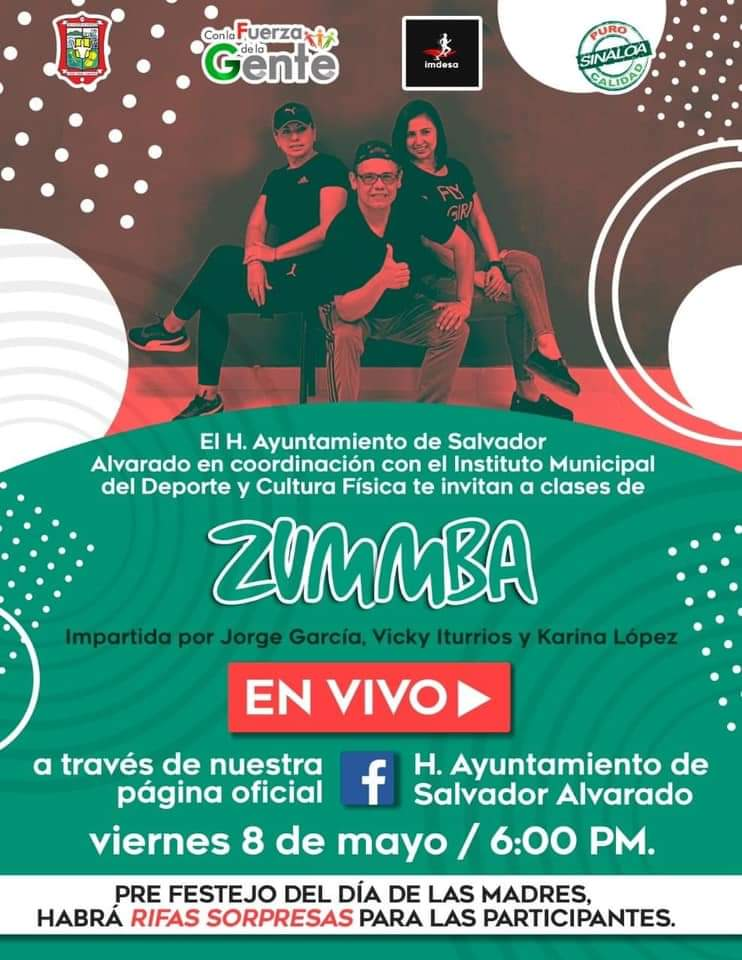 Con la Fuerza
de la
Gente
imdesa
PURO
SINALOA
CALIDAD
FLY
GIRL
El H. Ayuntamiento de Salvador
Alvarado en coordinación con el Instituto Municipal
del Deporte y Cultura Física te invitan a clases de
ZUMMBA
Impartida por Jorge García, Vicky Iturrios y Karina López
EN VIVO
a través de nuestra
página oficial
f
H. Ayuntamiento de
Salvador Alvarado
viernes 8 de mayo / 6:00 PM.
PRE FESTEJO DEL DÍA DE LAS MADRES,
HABRÁ RIFAS SORPRESAS PARA LAS PARTICIPANTES.